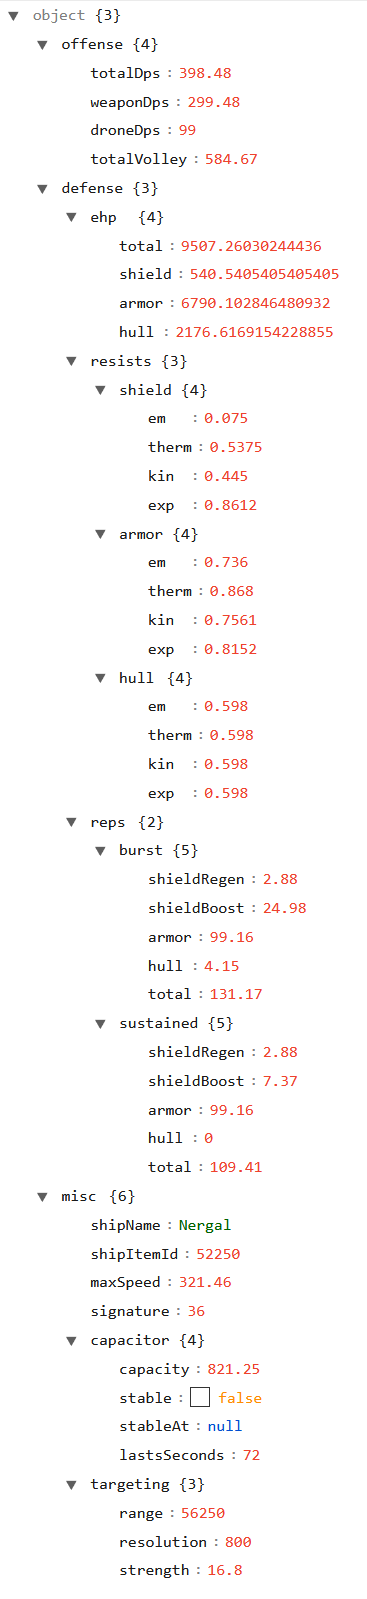 object {3}
offense {4}
totalDps : 398.48
weaponDps : 299.48
droneDps : 99
totalVolley : 584.67
defense {3}
ehp {4}
total : 9507.26030244436
shield : 540.5405405405405
armor : 6790.102846480932
hull : 2176.6169154228855
resists {3}
shield {4}
em : 0.075
therm : 0.5375
kin : 0.445
exp : 0.8612
armor {4}
em : 0.736
therm : 0.868
kin : 0.7561
exp : 0.8152
hull {4}
em : 0.598
therm : 0.598
kin : 0.598
exp : 0.598
reps {2}
burst {5}
shieldRegen : 2.88
shieldBoost : 24.98
armor : 99.16
hull : 4.15
total : 131.17
sustained {5}
shieldRegen : 2.88
shieldBoost : 7.37
armor : 99.16
hull : 0
total : 109.41
misc {6}
shipName : Nergal
shipItemId : 52250
maxSpeed : 321.46
signature : 36
capacitor {4}
capacity : 821.25
stable : false
stableAt : null
lastsSeconds : 72
targeting {3}
range : 56250
resolution : 800
strength : 16.8